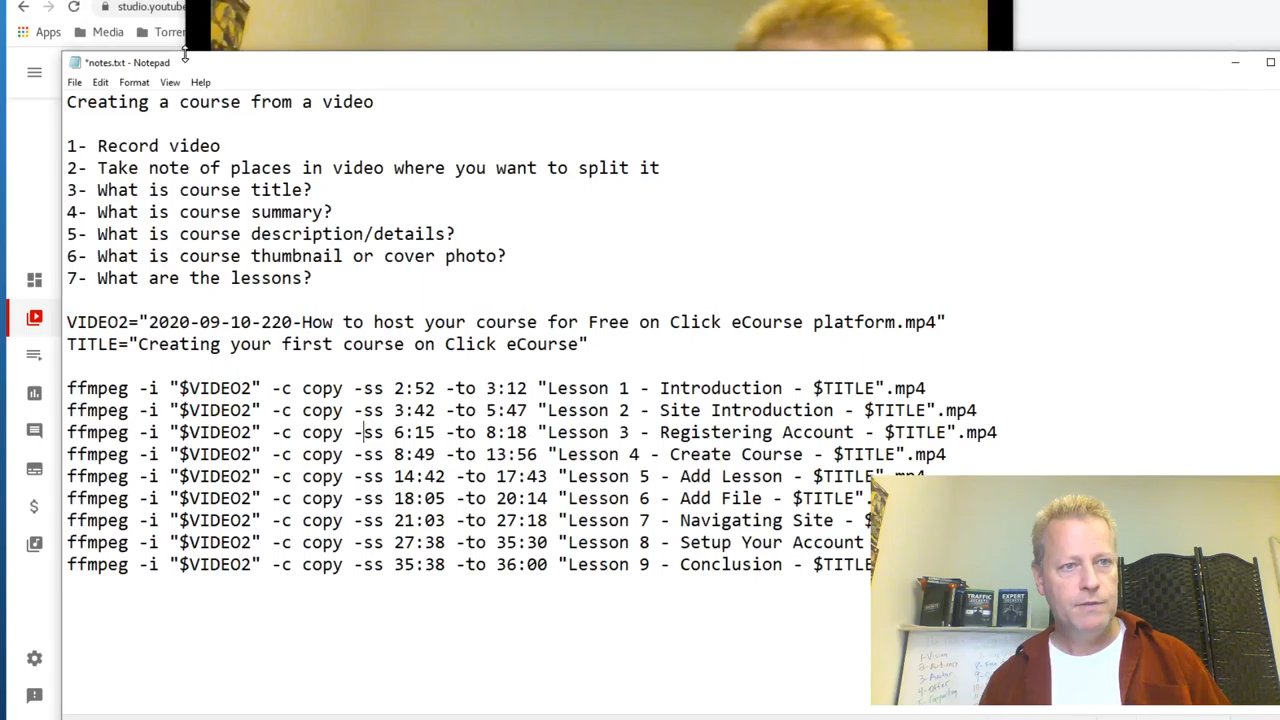 studio.youtube
Apps Media Torren
*notes.txt - Notepad
File Edit Format View Help
Creating a course from a video
1- Record video
2- Take note of places in video where you want to split it
3- What is course title?
4- What is course summary?
5- What is course description/details?
6- What is course thumbnail or cover photo?
7- What are the lessons?
VIDEO2="2020-09-10-220-How to host your course for Free on Click eCourse platform.mp4"
TITLE="Creating your first course on Click eCourse"
ffmpeg -i "$VIDEO2" -c copy -ss 2:52 -to 3:12 "Lesson 1 - Introduction - $TITLE".mp4
ffmpeg -i "$VIDEO2" -c copy -ss 3:42 -to 5:47 "Lesson 2 - Site Introduction - $TITLE".mp4
ffmpeg -i "$VIDEO2" -c copy -ss 6:15 -to 8:18 "Lesson 3 - Registering Account - $TITLE".mp4
ffmpeg -i "$VIDEO2" -c copy -ss 8:49 -to 13:56 "Lesson 4 - Create Course - $TITLE".mp4
ffmpeg -i "$VIDEO2" -c copy -ss 14:42 -to 17:43 "Lesson 5 - Add Lesson - $TITLE".mp4
ffmpeg -i "$VIDEO2" -c copy -ss 18:05 -to 20:14 "Lesson 6 - Add File - $TITLE".
ffmpeg -i "$VIDEO2" -c copy -ss 21:03 -to 27:18 "Lesson 7 - Navigating Site - $
ffmpeg -i "$VIDEO2" -c copy -ss 27:38 -to 35:30 "Lesson 8 - Setup Your Account
ffmpeg -i "$VIDEO2" -c copy -ss 35:38 -to 36:00 "Lesson 9 - Conclusion - $TITLE
TRAFFIC SECRETS
EXPERT SECRETS